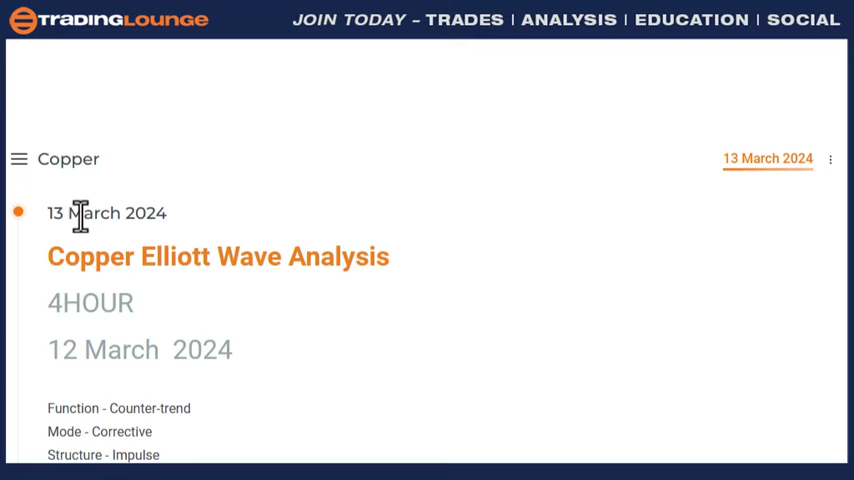 TRADINGLOUNGE
JOIN TODAY – TRADES | ANALYSIS | EDUCATION | SOCIAL
Copper
13 March 2024
13 March 2024
Copper Elliott Wave Analysis
4HOUR
12 March 2024
Function - Counter-trend
Mode - Corrective
Structure - Impulse